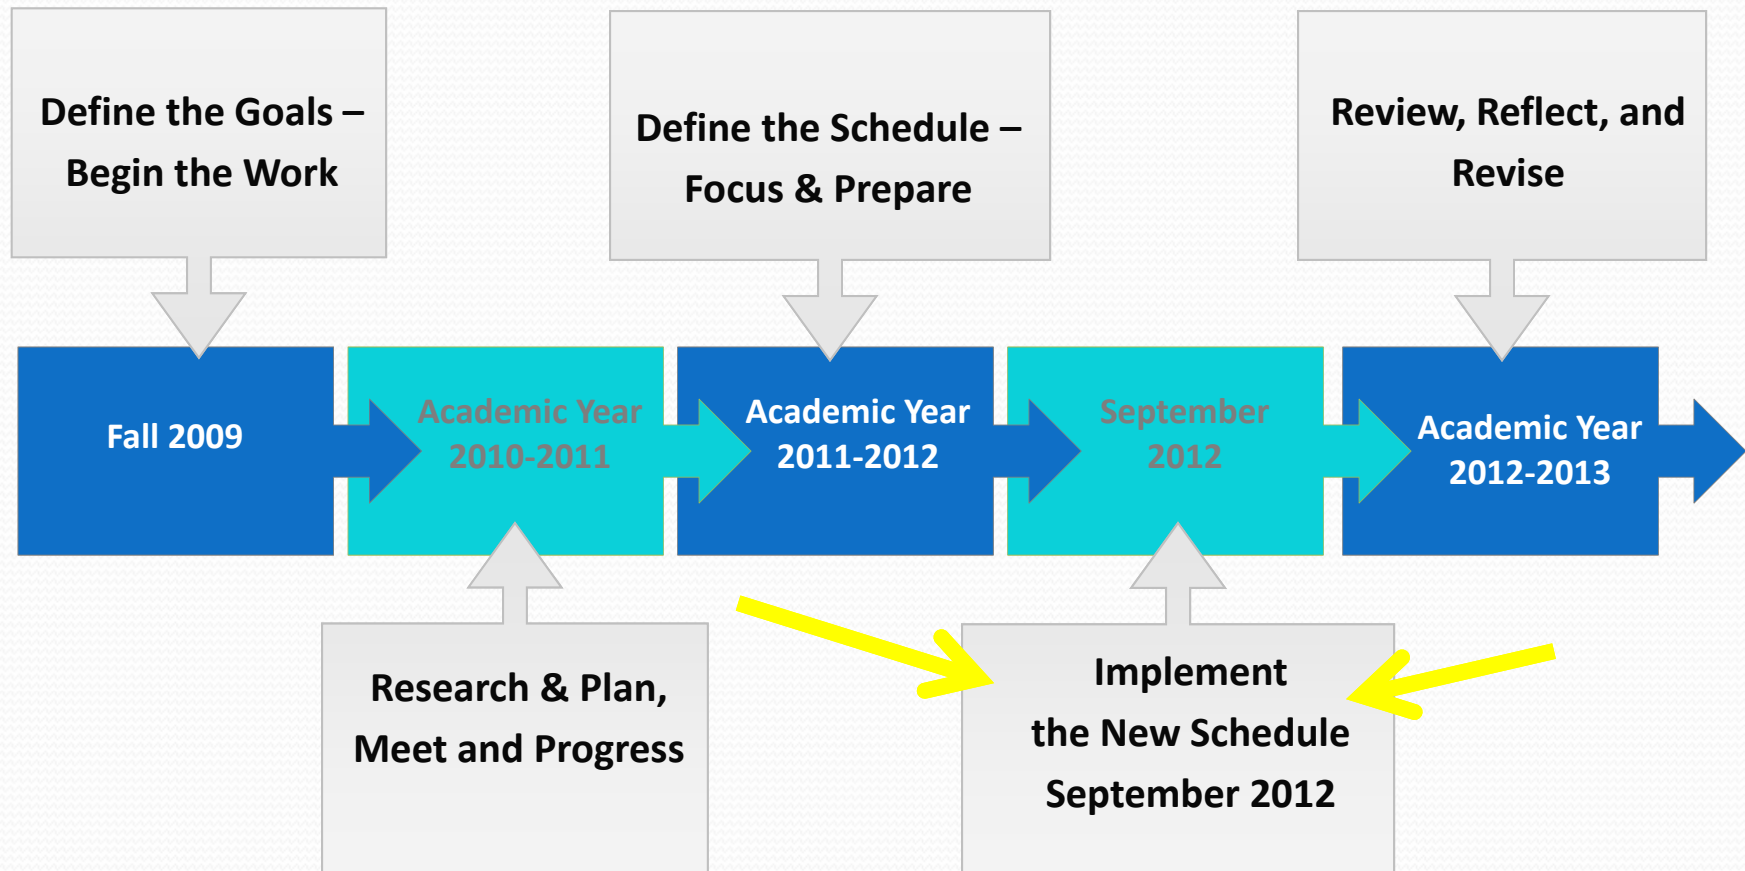 Define the Goals –
Begin the Work
Define the Schedule –
Focus & Prepare
Review, Reflect, and
Revise
Fall 2009
Academic Year
2010-2011
Academic Year
2011-2012
September
2012
Academic Year
2012-2013
Research & Plan,
Meet and Progress
Implement
the New Schedule
September 2012